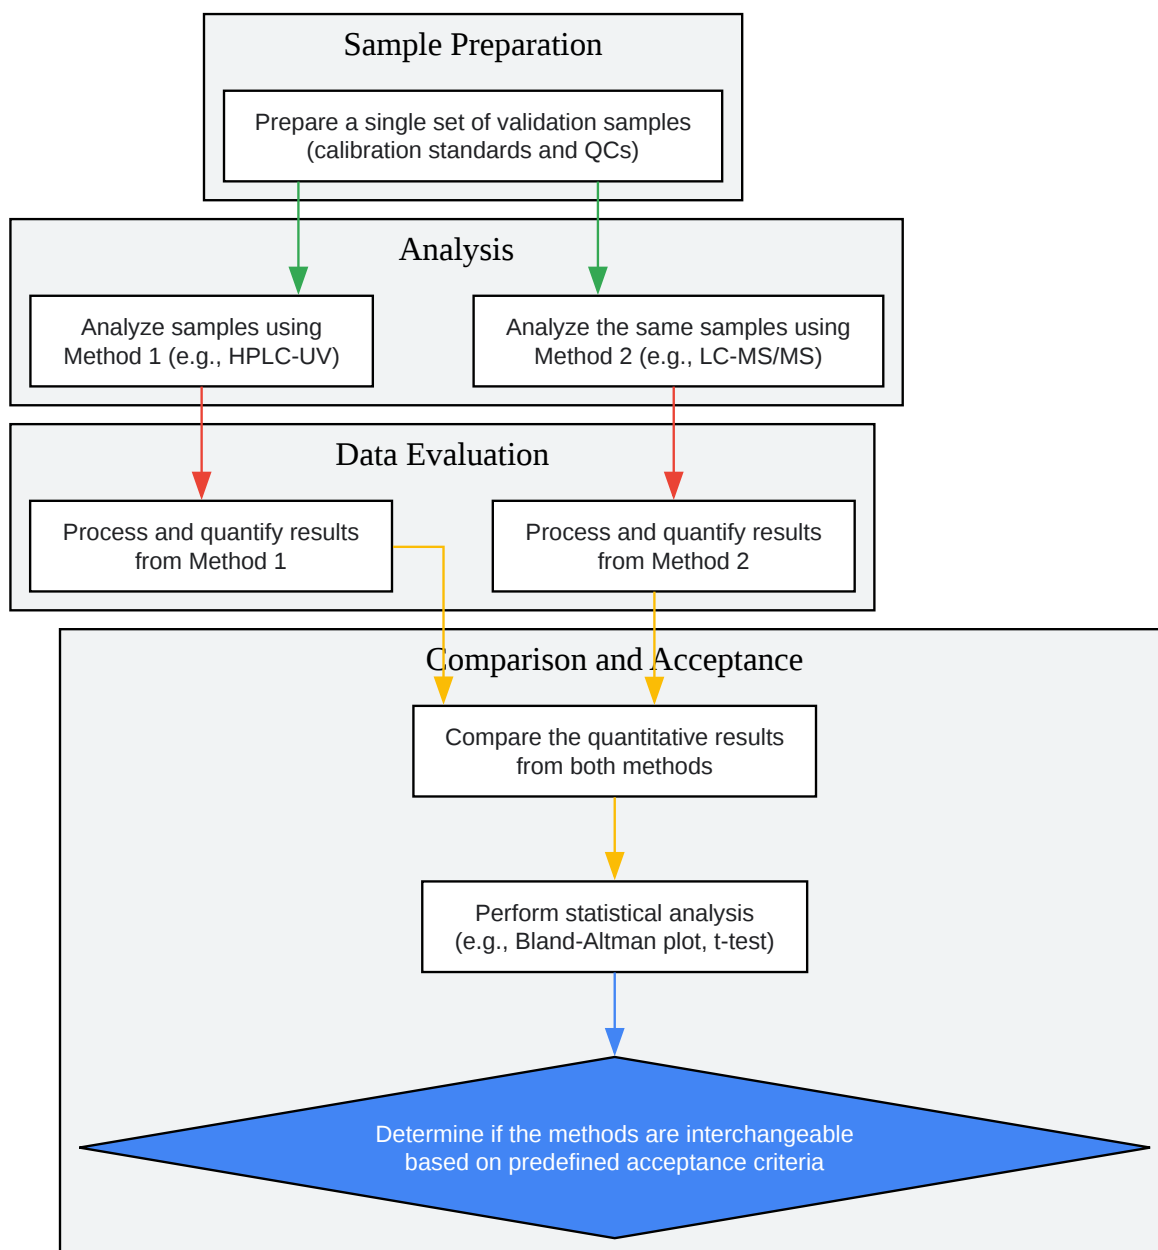 Sample Preparation
Prepare a single set of validation samples
(calibration standards and QCs)
Analysis
Analyze samples using
Method 1 (e.g., HPLC-UV)
Analyze the same samples using
Method 2 (e.g., LC-MS/MS)
Data Evaluation
Process and quantify results
from Method 1
Process and quantify results
from Method 2
Comparison and Acceptance
Compare the quantitative results
from both methods
Perform statistical analysis
(e.g., Bland-Altman plot, t-test)
Determine if the methods are interchangeable
based on predefined acceptance criteria